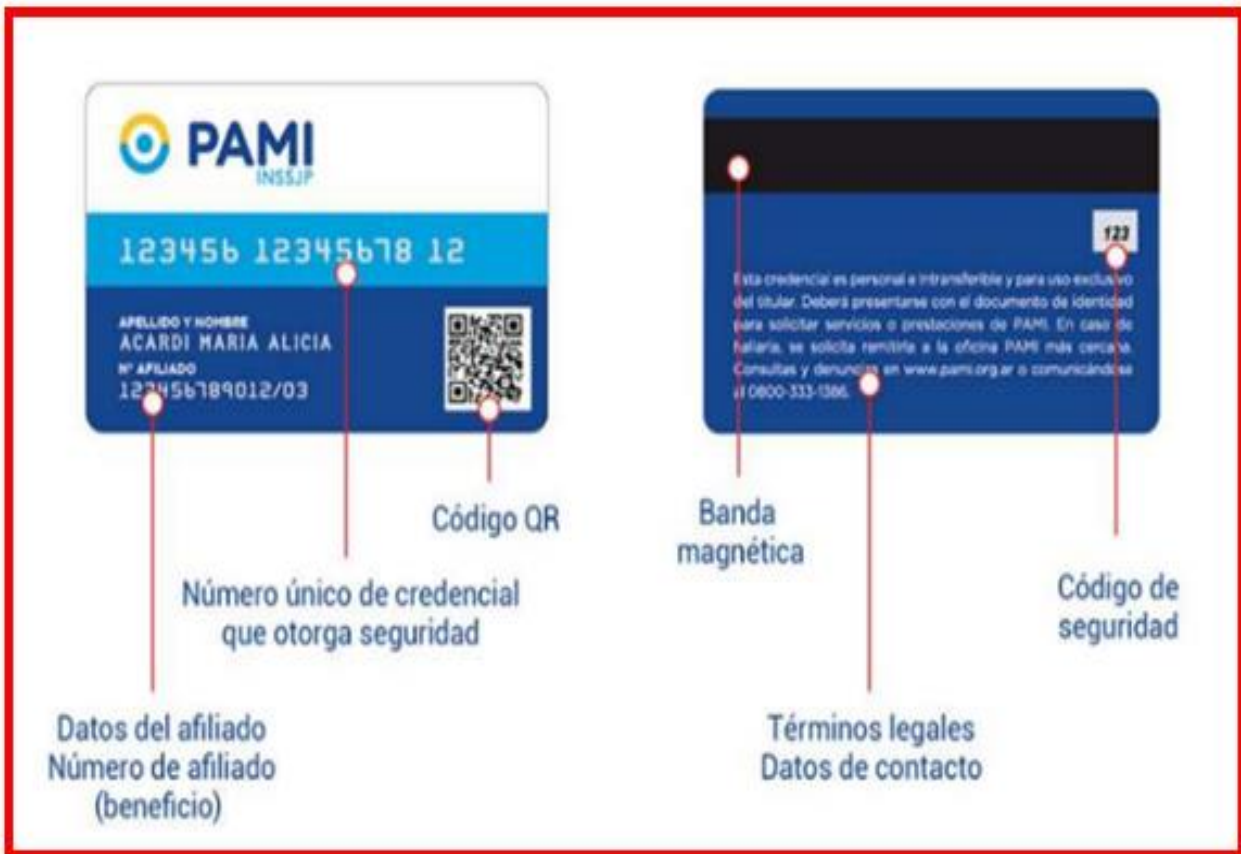 PAMI
INSSJP
123456 12345678 12
APELLIDO Y NOMBRE
ACARDI MARIA ALICIA
N° AFILIADO
123456789012/03
123
Esta credencial es personal e intransferible y para uso exclusivo
del titular. Deberá presentarse con el documento de identidad
para solicitar servicios o prestaciones de PAMI. En caso de
hallarla, se solicita remitirla a la oficina PAMI más cercana.
Consultas y denuncias en www.pami.org.ar o comunicándose
al 0800-333-1386.
Código QR
Número único de credencial
que otorga seguridad
Datos del afiliado
Número de afiliado
(beneficio)
Banda
magnética
Código de
seguridad
Términos legales
Datos de contacto